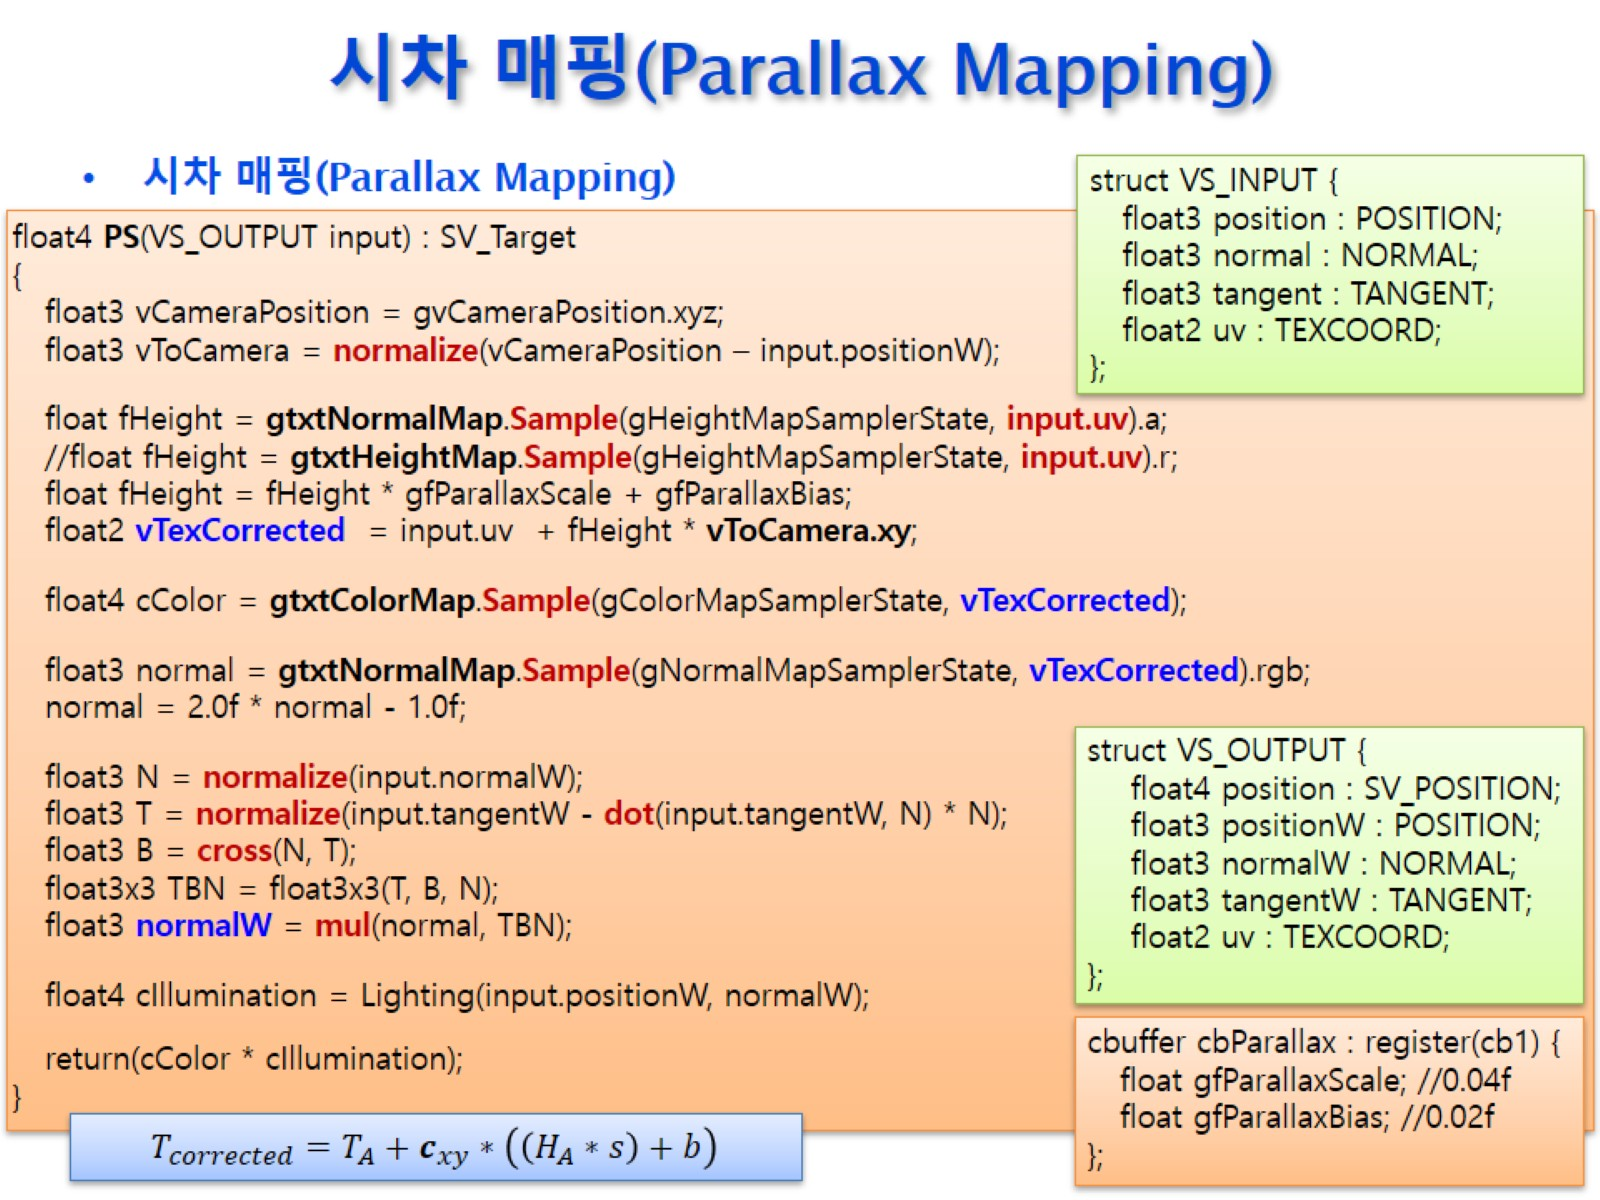 시차 매핑(Parallax Mapping)
• 시차 매핑(Parallax Mapping)
float4 PS(VS_OUTPUT input) : SV_Target
{
float3 vCameraPosition = gvCameraPosition.xyz;
float3 vToCamera = normalize(vCameraPosition – input.positionW);
float fHeight = gtxtNormalMap.Sample(gHeightMapSamplerState, input.uv).a;
//float fHeight = gtxtHeightMap.Sample(gHeightMapSamplerState, input.uv).r;
float fHeight = fHeight * gfParallaxScale + gfParallaxBias;
float2 vTexCorrected = input.uv + fHeight * vToCamera.xy;
float4 cColor = gtxtColorMap.Sample(gColorMapSamplerState, vTexCorrected);
float3 normal = gtxtNormalMap.Sample(gNormalMapSamplerState, vTexCorrected).rgb;
normal = 2.0f * normal - 1.0f;
float3 N = normalize(input.normalW);
float3 T = normalize(input.tangentW - dot(input.tangentW, N) * N);
float3 B = cross(N, T);
float3x3 TBN = float3x3(T, B, N);
float3 normalW = mul(normal, TBN);
float4 cIllumination = Lighting(input.positionW, normalW);
return(cColor * cIllumination);
}
struct VS_INPUT {
float3 position : POSITION;
float3 normal : NORMAL;
float3 tangent : TANGENT;
float2 uv : TEXCOORD;
};
struct VS_OUTPUT {
float4 position : SV_POSITION;
float3 positionW : POSITION;
float3 normalW : NORMAL;
float3 tangentW : TANGENT;
float2 uv : TEXCOORD;
};
cbuffer cbParallax : register(cb1) {
float gfParallaxScale; //0.04f
float gfParallaxBias; //0.02f
};
T_corrected = T_A + c_xy * ((H_A * s) + b)